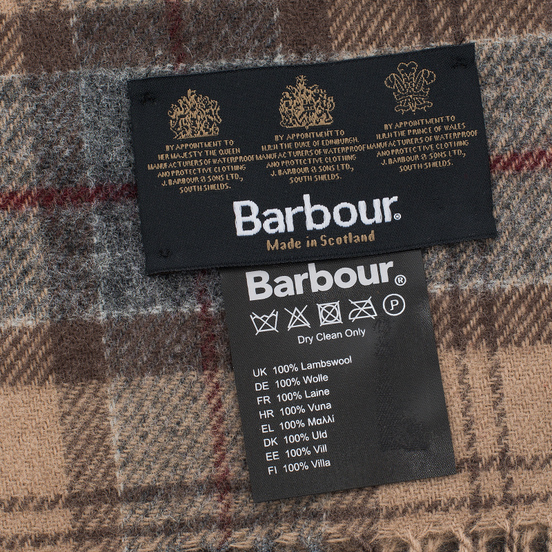 BY APPOINTMENT TO
HER MAJESTY THE QUEEN
MANUFACTURERS OF WATERPROOF
AND PROTECTIVE CLOTHING
J. BARBOUR & SONS LTD.,
SOUTH SHIELDS.
BY APPOINTMENT TO
H.R.H THE DUKE OF EDINBURGH.
MANUFACTURERS OF WATERPROOF
AND PROTECTIVE CLOTHING
J. BARBOUR & SONS LTD.,
SOUTH SHIELDS.
BY APPOINTMENT TO
H.R.H THE PRINCE OF WALES
MANUFACTURERS OF WATERPROOF
AND PROTECTIVE CLOTHING
J. BARBOUR & SONS LTD.,
SOUTH SHIELDS.
Barbour®
Made in Scotland
Barbour®
P
Dry Clean Only
UK 100% Lambswool
DE 100% Wolle
FR 100% Laine
HR 100% Vuna
EL 100% Μαλλί
DK 100% Uld
EE 100% Vill
FI 100% Villa